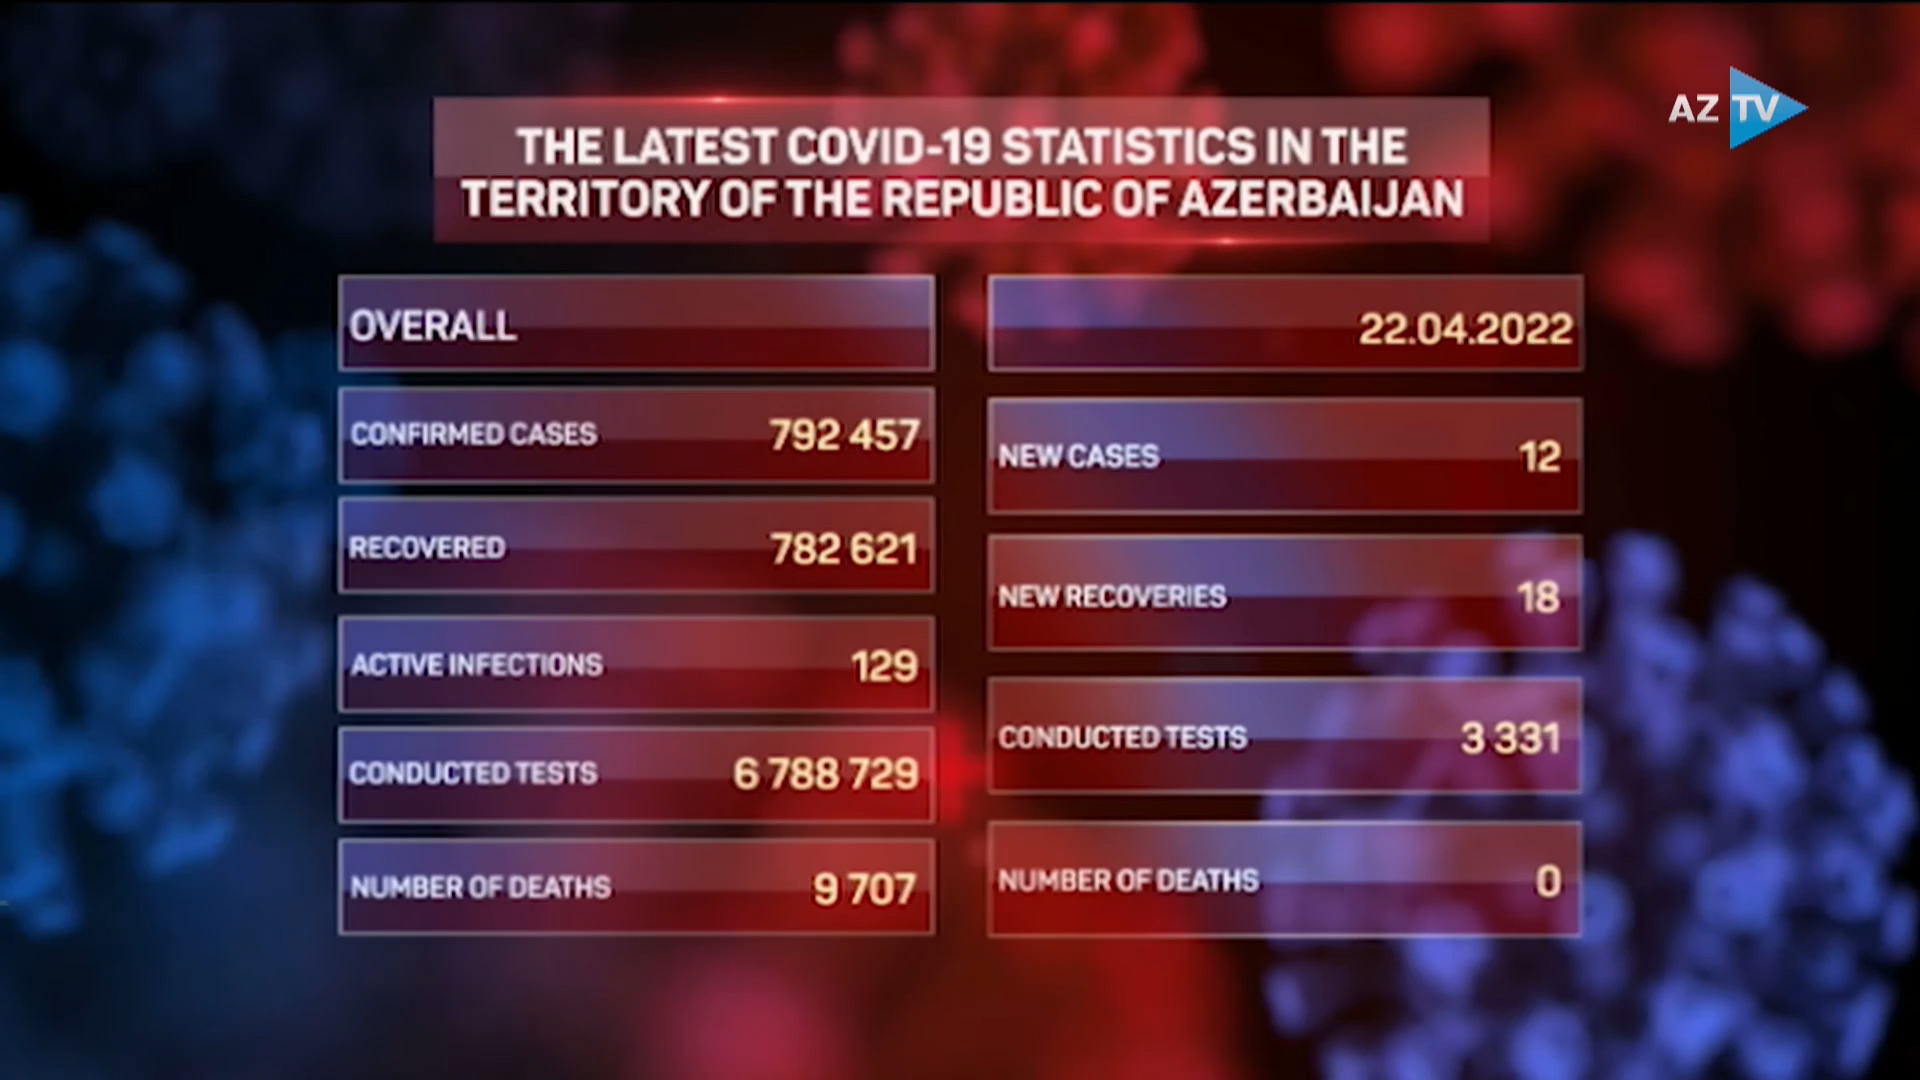 AZ TV
THE LATEST COVID-19 STATISTICS IN THE
TERRITORY OF THE REPUBLIC OF AZERBAIJAN
OVERALL
CONFIRMED CASES 792 457
RECOVERED 782 621
ACTIVE INFECTIONS 129
CONDUCTED TESTS 6 788 729
NUMBER OF DEATHS 9 707
22.04.2022
NEW CASES 12
NEW RECOVERIES 18
CONDUCTED TESTS 3 331
NUMBER OF DEATHS 0